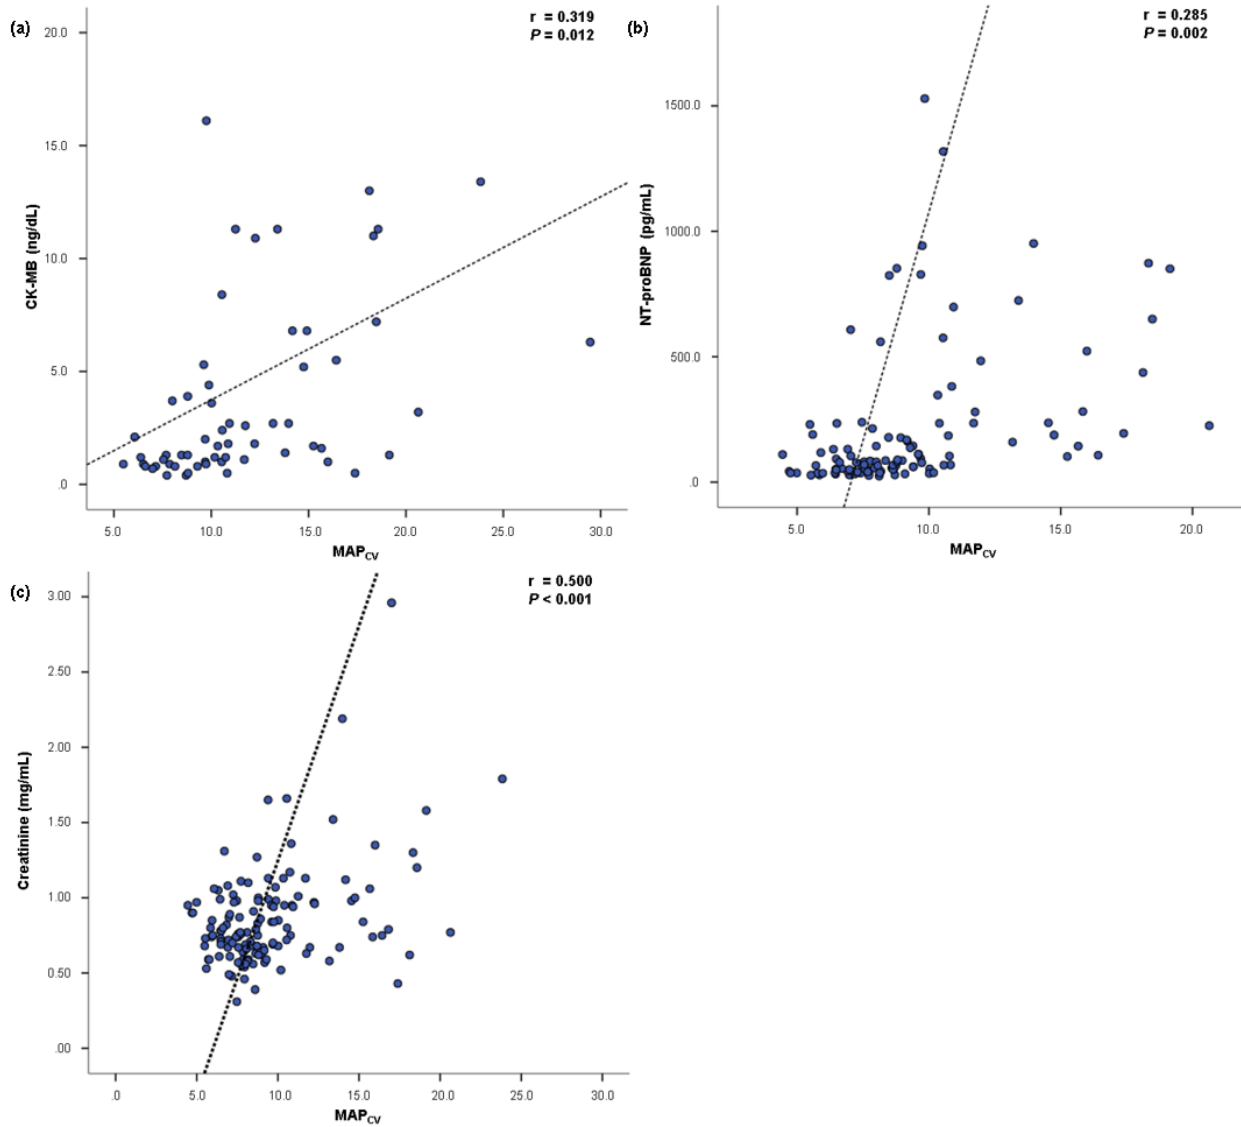 (a)
r = 0.319
P = 0.012
20.0
15.0
10.0
5.0
.0
CK-MB (ng/dL)
5.0 10.0 15.0 20.0 25.0 30.0
MAPCV
(b)
r = 0.285
P = 0.002
1500.0
1000.0
500.0
.0
NT-proBNP (pg/mL)
5.0 10.0 15.0 20.0
MAPCV
(c)
r = 0.500
P < 0.001
3.00
2.50
2.00
1.50
1.00
0.50
.00
Creatinine (mg/mL)
.0 5.0 10.0 15.0 20.0 25.0 30.0
MAPCV